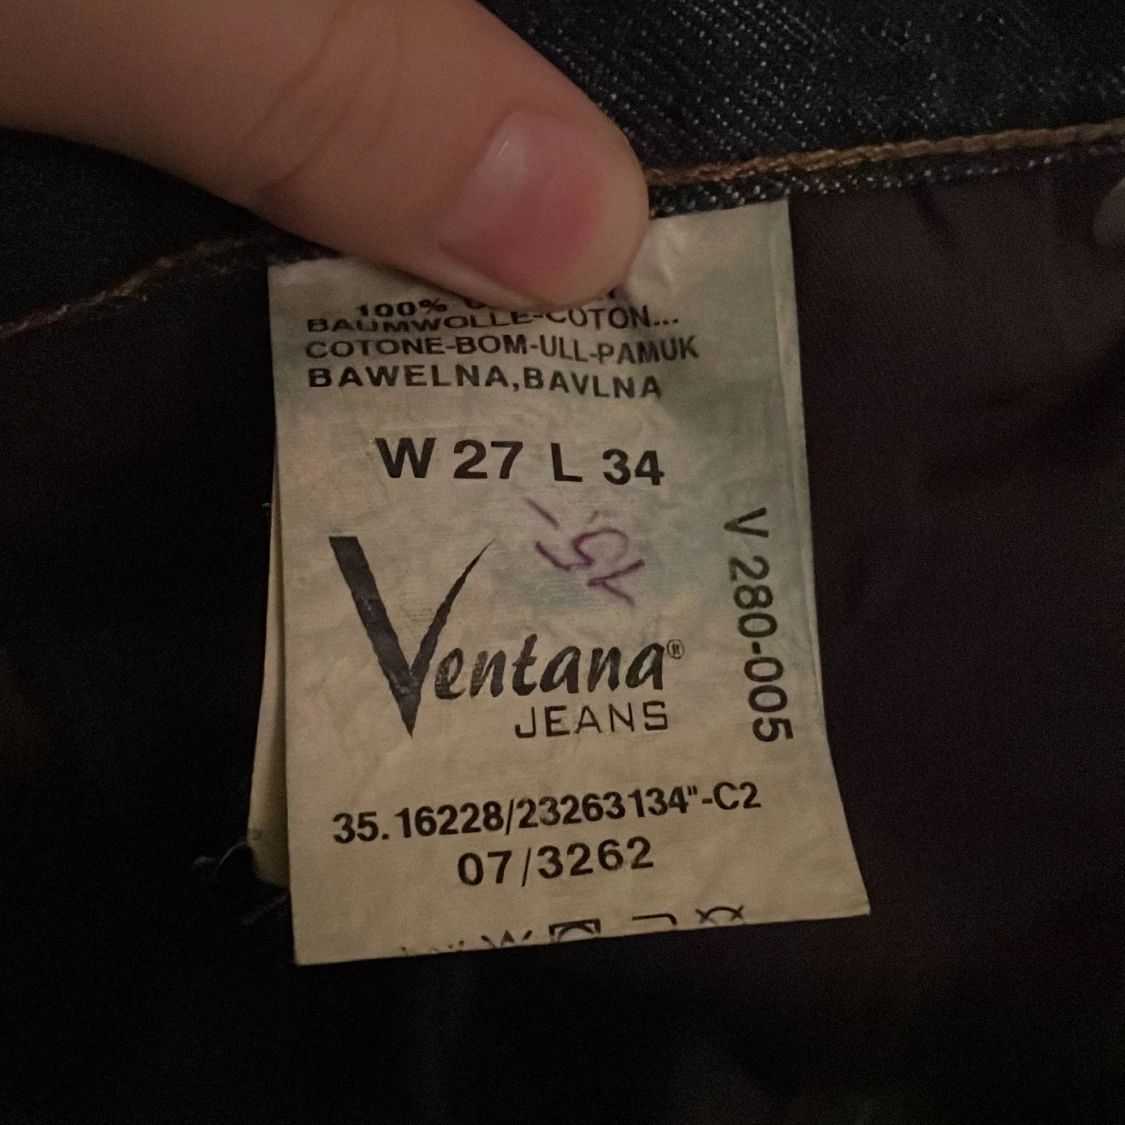 100%
BAUMWOLLE-COTON...
COTONE-BOM-ULL-PAMUK
BAWELNA,BAVLNA
W 27 L 34
Ventana®
JEANS
V 280-005
35.16228/23263134"-C2
07/3262